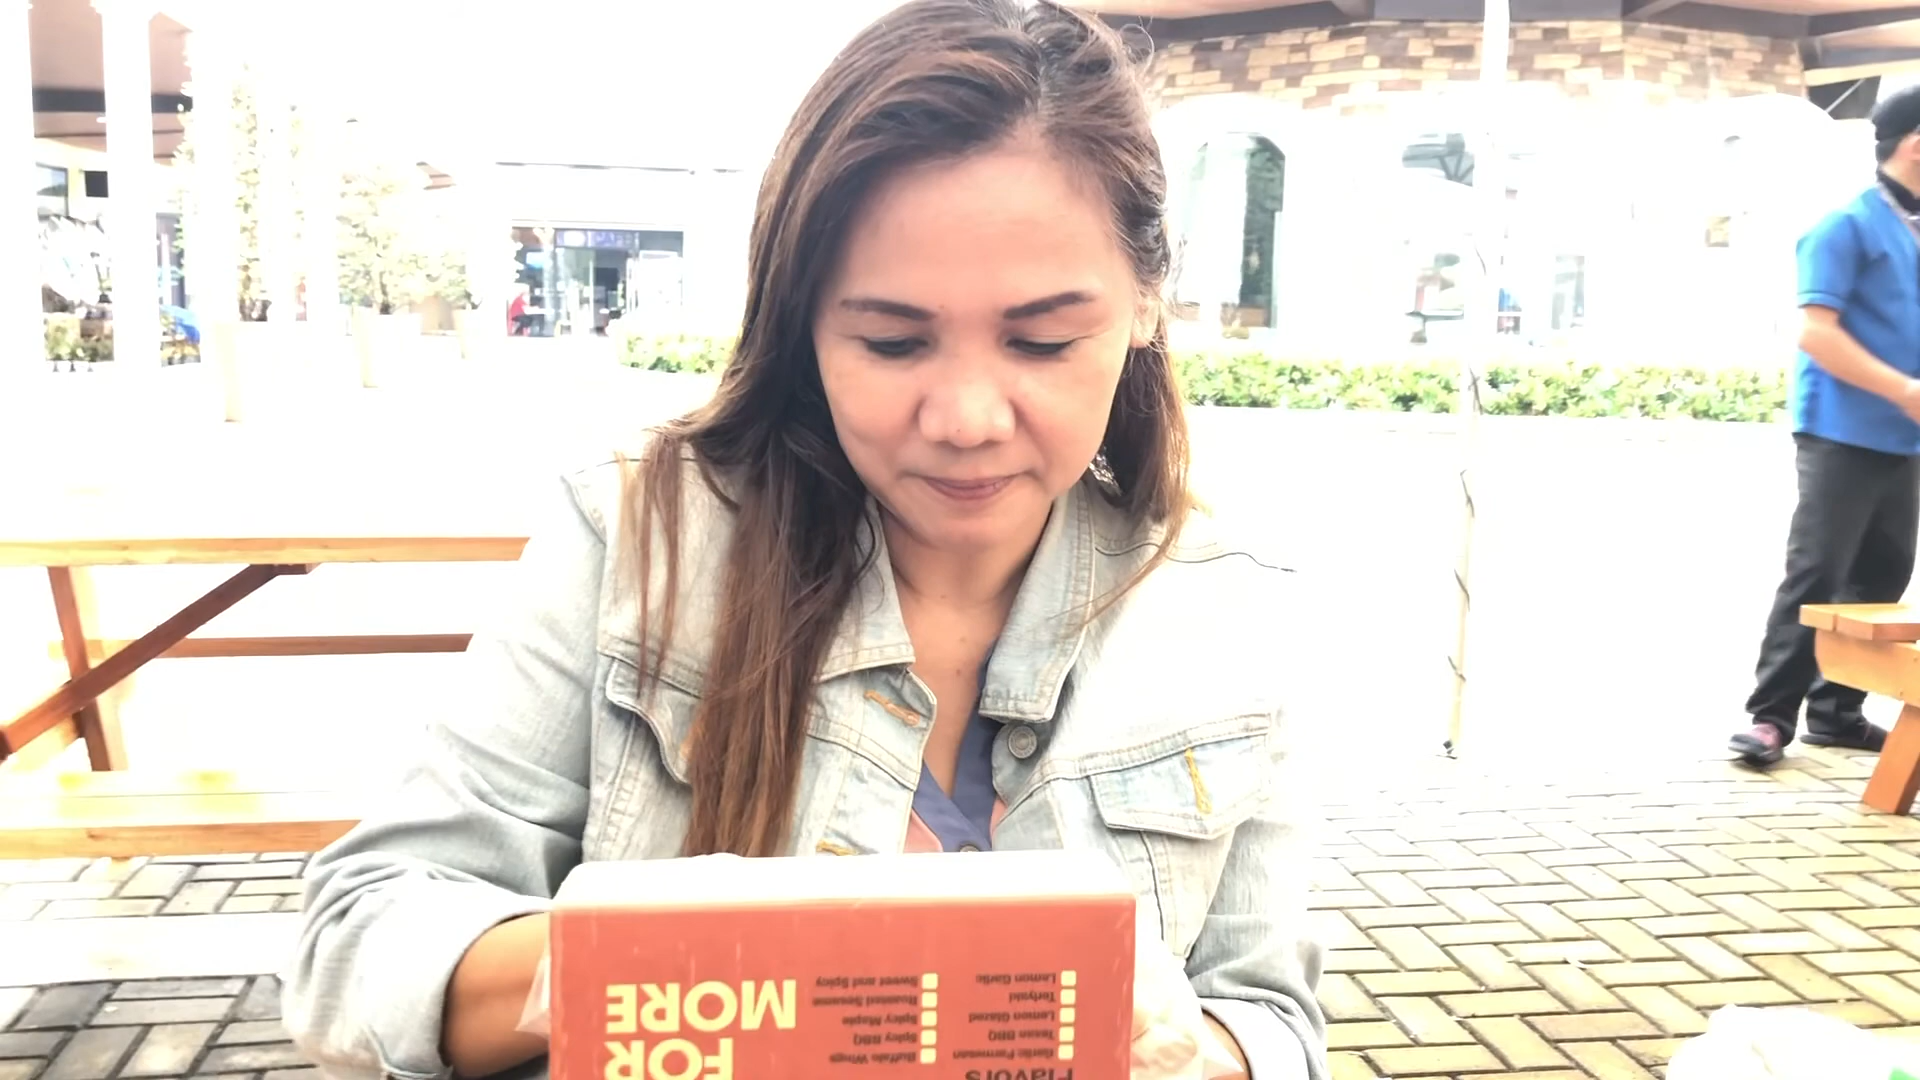 Flavors
Garlic Parmesan
Texas BBQ
Lemon Glazed
Teriyaki
Lemon Garlic
Buffalo Wings
Spicy BBQ
Spicy Maple
Roasted Sesame
Sweet and Spicy
FOR
MORE